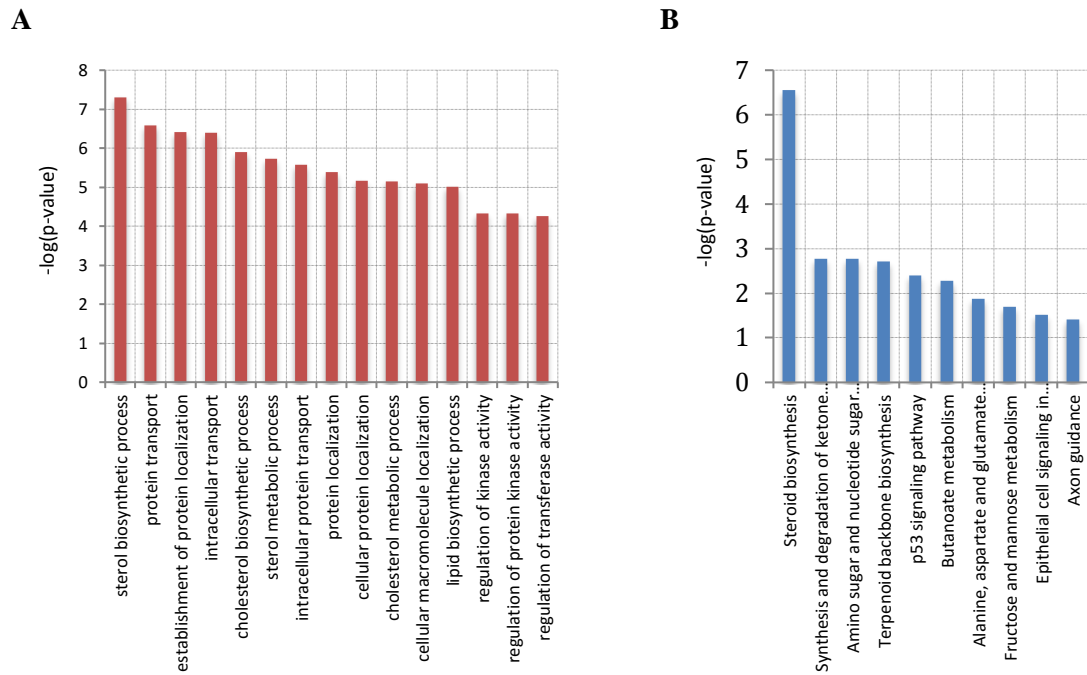 A
-log(p-value)
8
7
6
5
4
3
2
1
0
sterol biosynthetic process
protein transport
establishment of protein localization
intracellular transport
cholesterol biosynthetic process
sterol metabolic process
intracellular protein transport
protein localization
cellular protein localization
cholesterol metabolic process
cellular macromolecule localization
lipid biosynthetic process
regulation of kinase activity
regulation of protein kinase activity
regulation of transferase activity
B
-log(p-value)
7
6
5
4
3
2
1
0
Steroid biosynthesis
Synthesis and degradation of ketone...
Amino sugar and nucleotide sugar...
Terpenoid backbone biosynthesis
p53 signaling pathway
Butanoate metabolism
Alanine, aspartate and glutamate...
Fructose and mannose metabolism
Epithelial cell signaling in...
Axon guidance